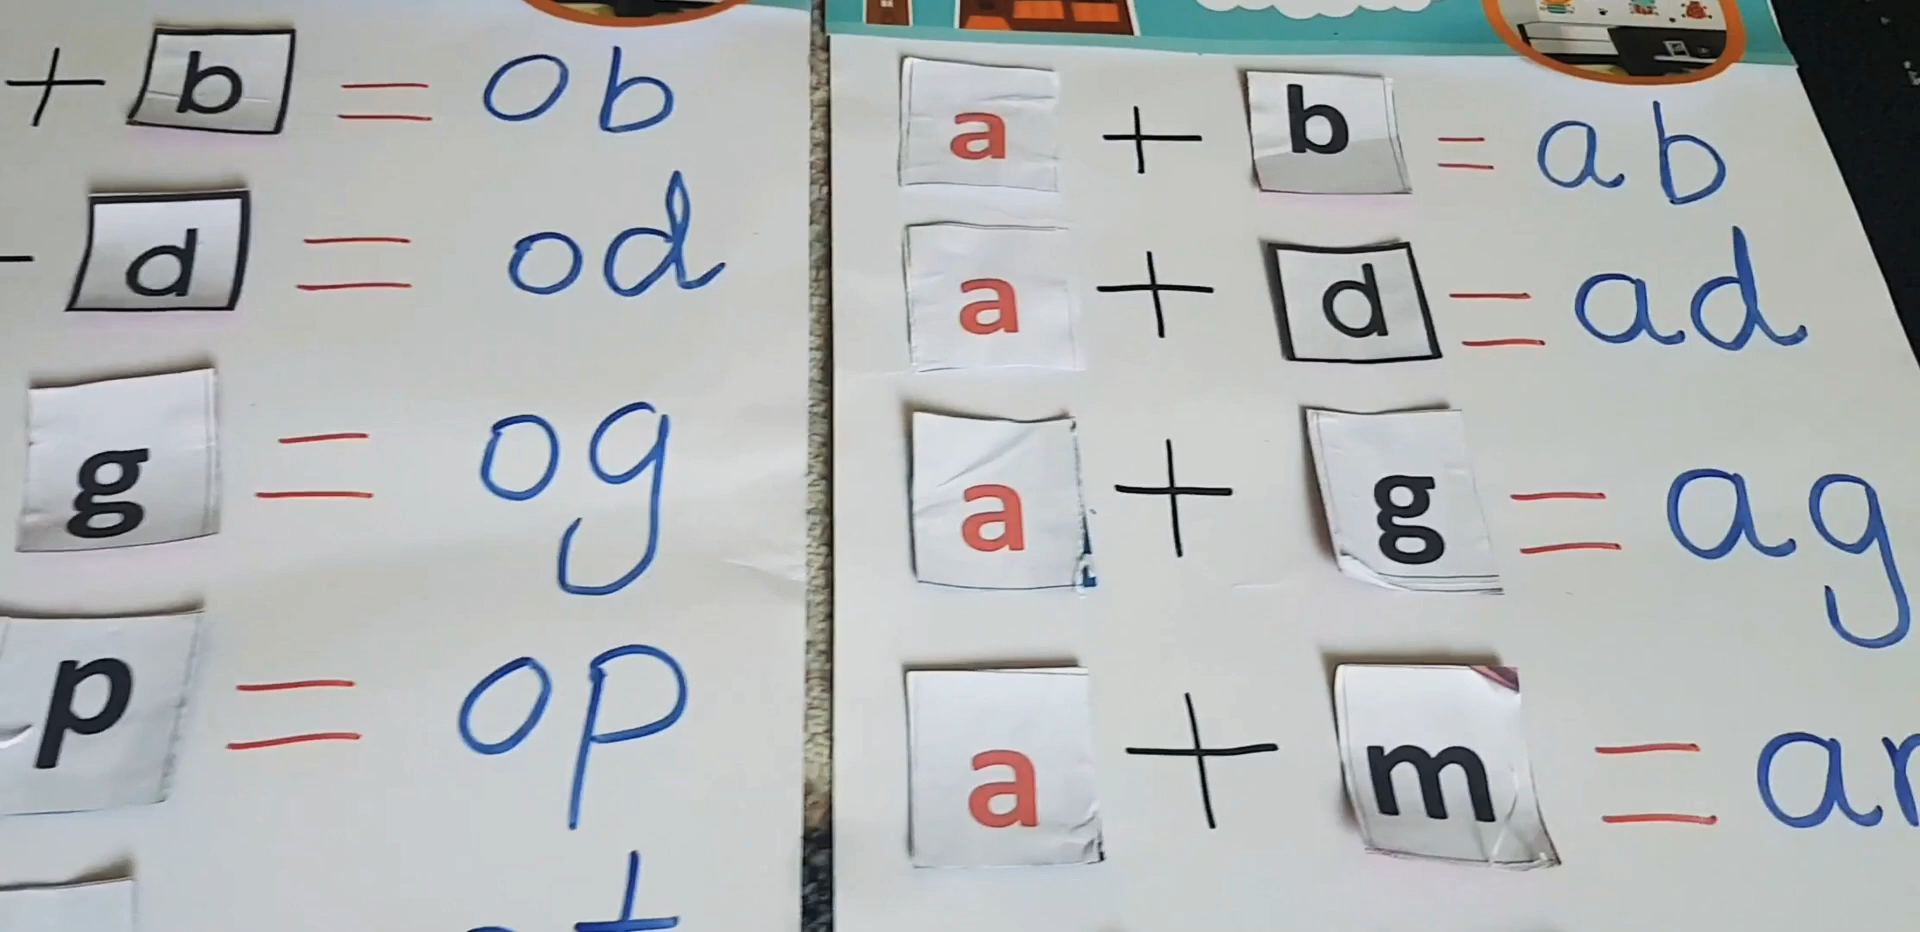 + b = ob
d = od
g = og
p = op
a + b = ab
a + d = ad
a + g = ag
a + m = a